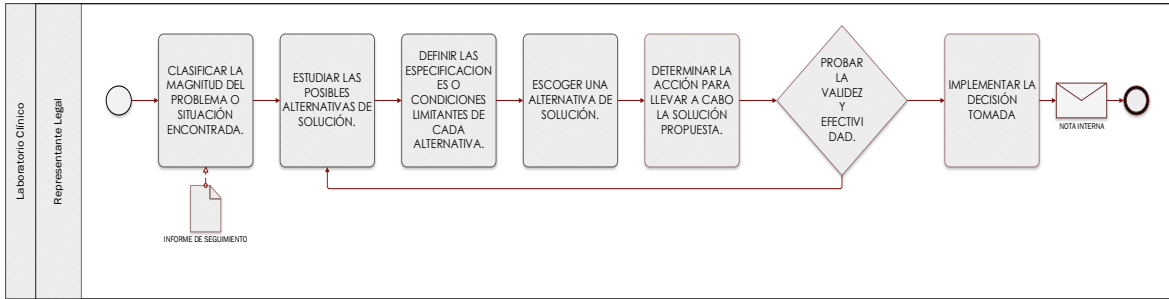 Laboratorio Clínico
Representante Legal
CLASIFICAR LA
MAGNITUD DEL
PROBLEMA O
SITUACIÓN
ENCONTRADA.
ESTUDIAR LAS
POSIBLES
ALTERNATIVAS DE
SOLUCIÓN.
DEFINIR LAS
ESPECIFICACION
ES O
CONDICIONES
LIMITANTES DE
CADA
ALTERNATIVA.
ESCOGER UNA
ALTERNATIVA DE
SOLUCIÓN.
DETERMINAR LA
ACCIÓN PARA
LLEVAR A CABO
LA SOLUCIÓN
PROPUESTA.
PROBAR
LA
VALIDEZ
Y
EFECTIVI
DAD.
IMPLEMENTAR LA
DECISIÓN
TOMADA
NOTA INTERNA
INFORME DE SEGUIMIENTO